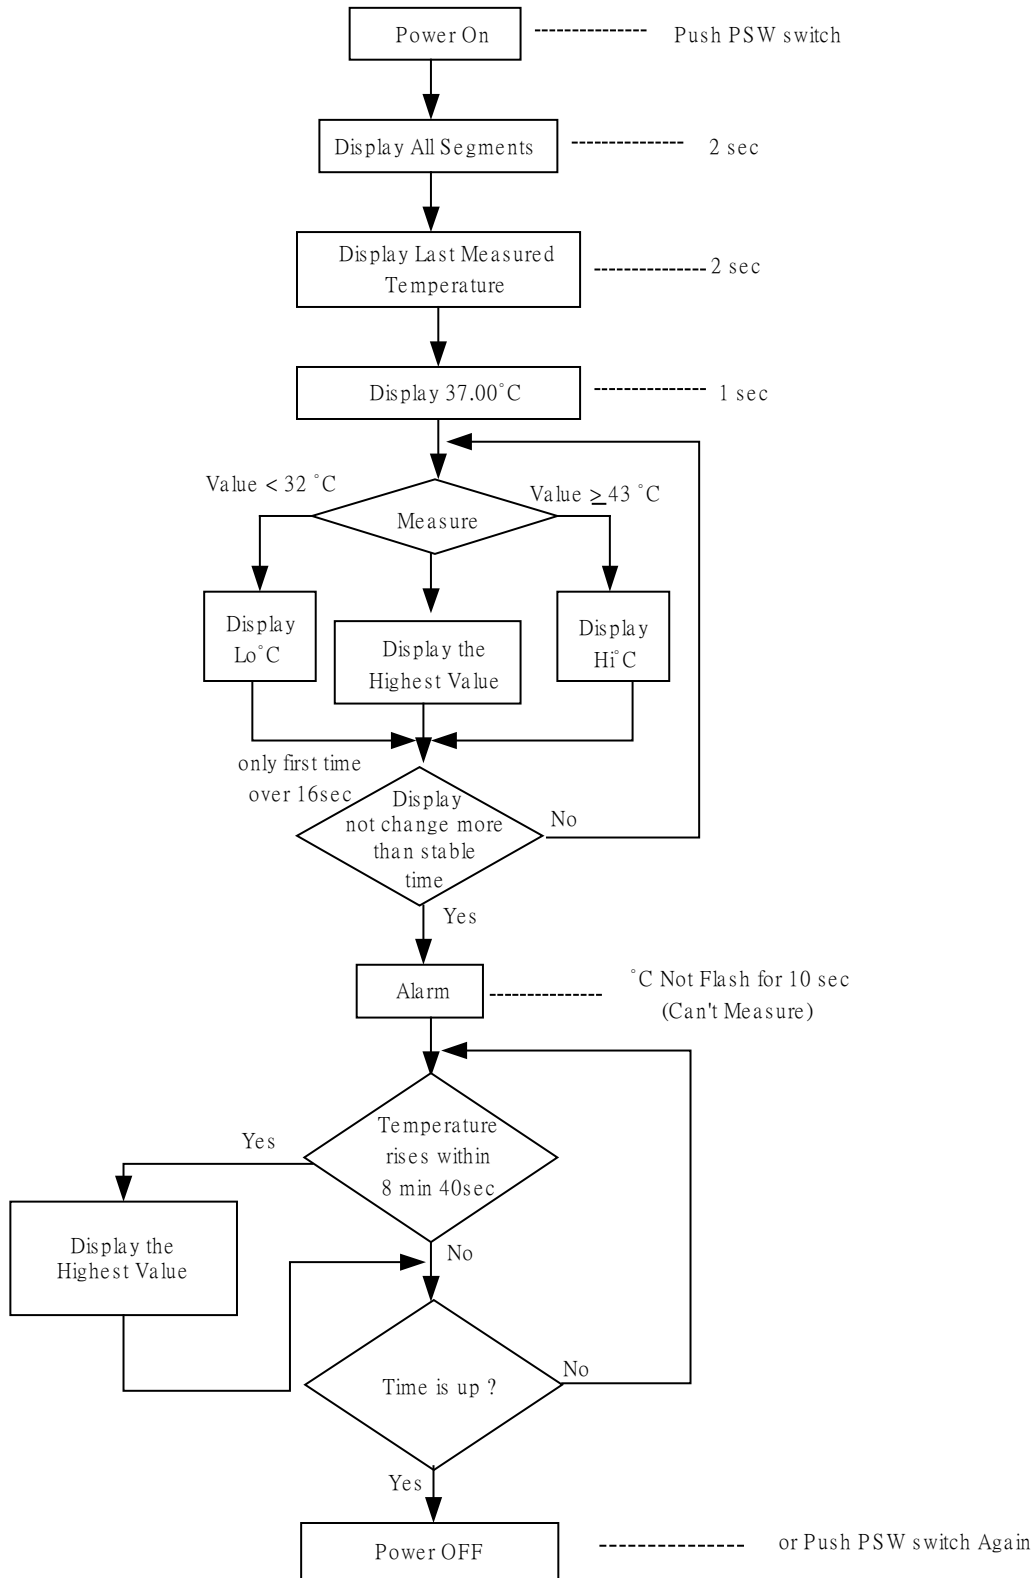 Power On
Push PSW switch
Display All Segments
2 sec
Display Last Measured
Temperature
2 sec
Display 37.00°C
1 sec
Value < 32 °C
Value ≥ 43 °C
Measure
Display
Lo°C
Display the
Highest Value
Display
Hi°C
only first time
over 16sec
Display
not change more
than stable
time
No
Yes
Alarm
°C Not Flash for 10 sec
(Can't Measure)
Temperature
rises within
8 min 40sec
Yes
Display the
Highest Value
No
Time is up ?
No
Yes
Power OFF
or Push PSW switch Again